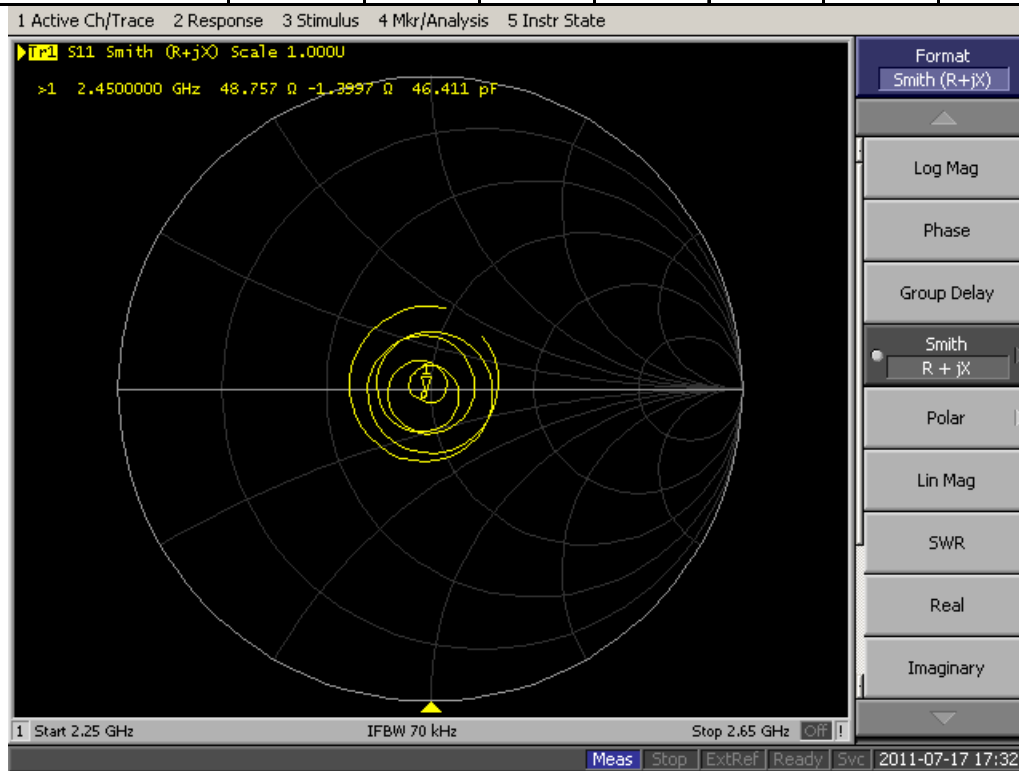 1 Active Ch/Trace 2 Response 3 Stimulus 4 Mkr/Analysis 5 Instr State
Tr1 S11 Smith (R+jX) Scale 1.000U
>1 2.4500000 GHz 48.757 Ω -1.3997 Ω 46.411 pF
1
Format
Smith (R+jX)
Log Mag
Phase
Group Delay
Smith
R + jX
Polar
Lin Mag
SWR
Real
Imaginary
1 Start 2.25 GHz IFBW 70 kHz Stop 2.65 GHz Off !
Meas Stop ExtRef Ready Svc 2011-07-17 17:32